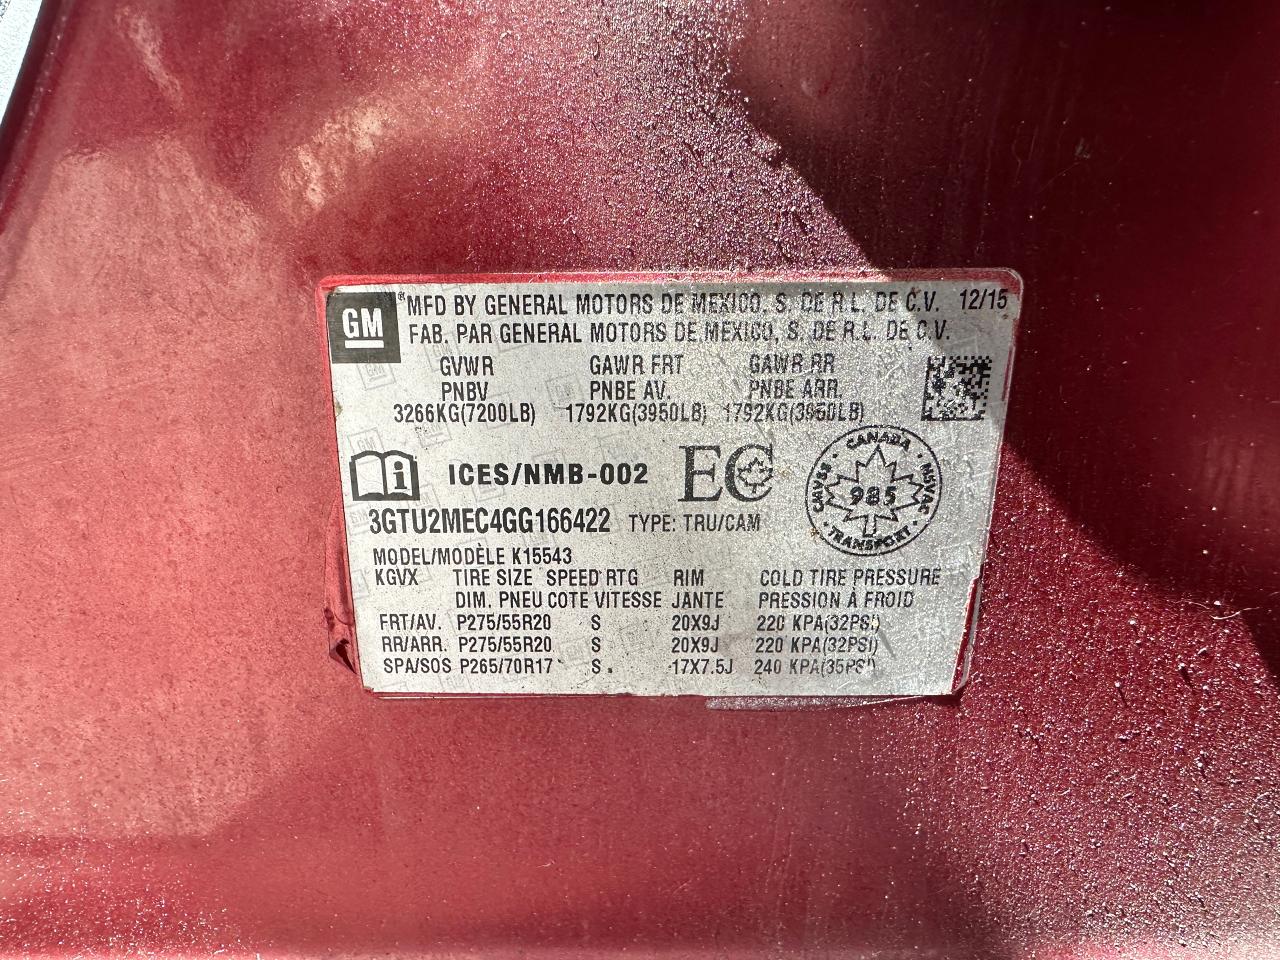 GM ® MFD BY GENERAL MOTORS DE MEXICO, S. DE R.L. DE C.V. 12/15
FAB. PAR GENERAL MOTORS DE MEXICO, S. DE R.L. DE C.V.
GVWR GAWR FRT GAWR RR
PNBV PNBE AV. PNBE ARR.
3266KG(7200LB) 1792KG(3950LB) 1792KG(3950LB)
i ICES/NMB-002 EC
CANADA
CMVSS 985 NSVAC
TRANSPORT
3GTU2MEC4GG166422 TYPE: TRU/CAM
MODEL/MODÈLE K15543
KGVX TIRE SIZE SPEED RTG RIM COLD TIRE PRESSURE
DIM. PNEU COTE VITESSE JANTE PRESSION À FROID
FRT/AV. P275/55R20 S 20X9J 220 KPA(32PSI)
RR/ARR. P275/55R20 S 20X9J 220 KPA(32PSI)
SPA/SOS P265/70R17 S 17X7.5J 240 KPA(35PSI)